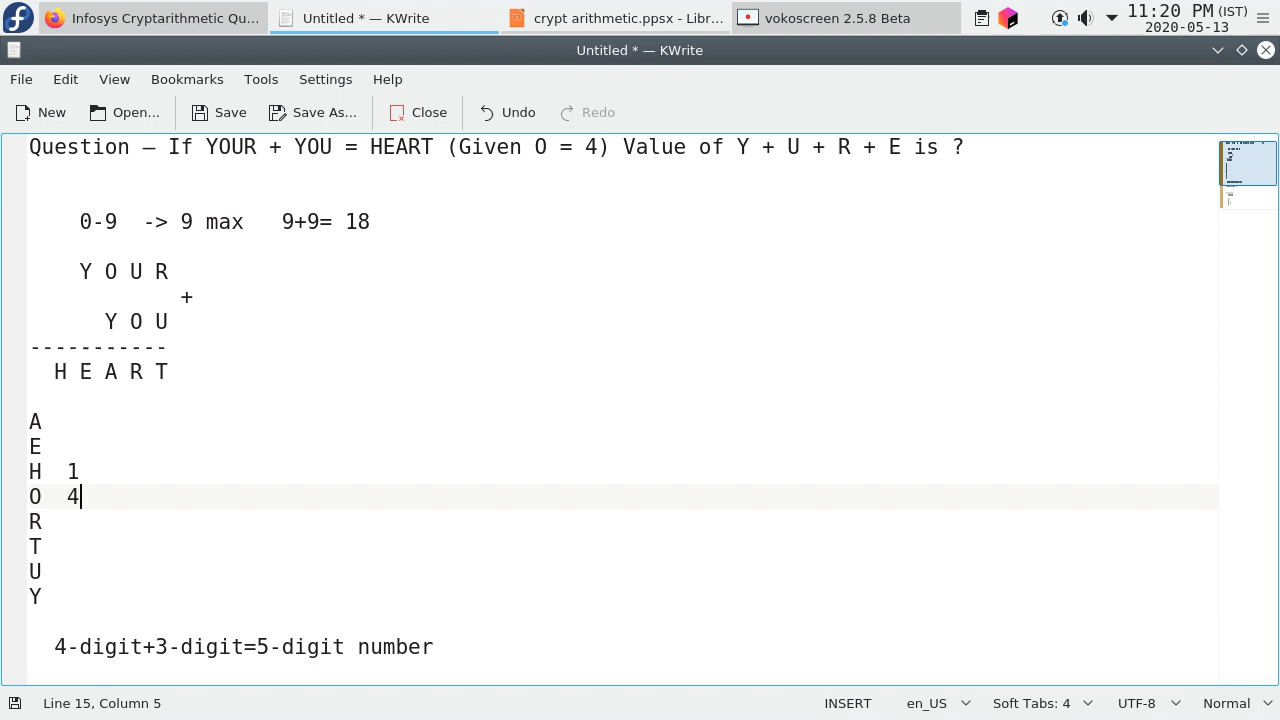 Infosys Cryptarithmetic Qu...
Untitled * — KWrite
crypt arithmetic.ppsx - Libr...
vokoscreen 2.5.8 Beta
11:20 PM (IST)
2020-05-13
Untitled * — KWrite
File Edit View Bookmarks Tools Settings Help
New Open... Save Save As... Close Undo Redo
Question – If YOUR + YOU = HEART (Given O = 4) Value of Y + U + R + E is ?
0-9 -> 9 max 9+9= 18
Y O U R
+
Y O U
-----------
H E A R T
A
E
H 1
O 4
R
T
U
Y
4-digit+3-digit=5-digit number
Line 15, Column 5 INSERT en_US Soft Tabs: 4 UTF-8 Normal